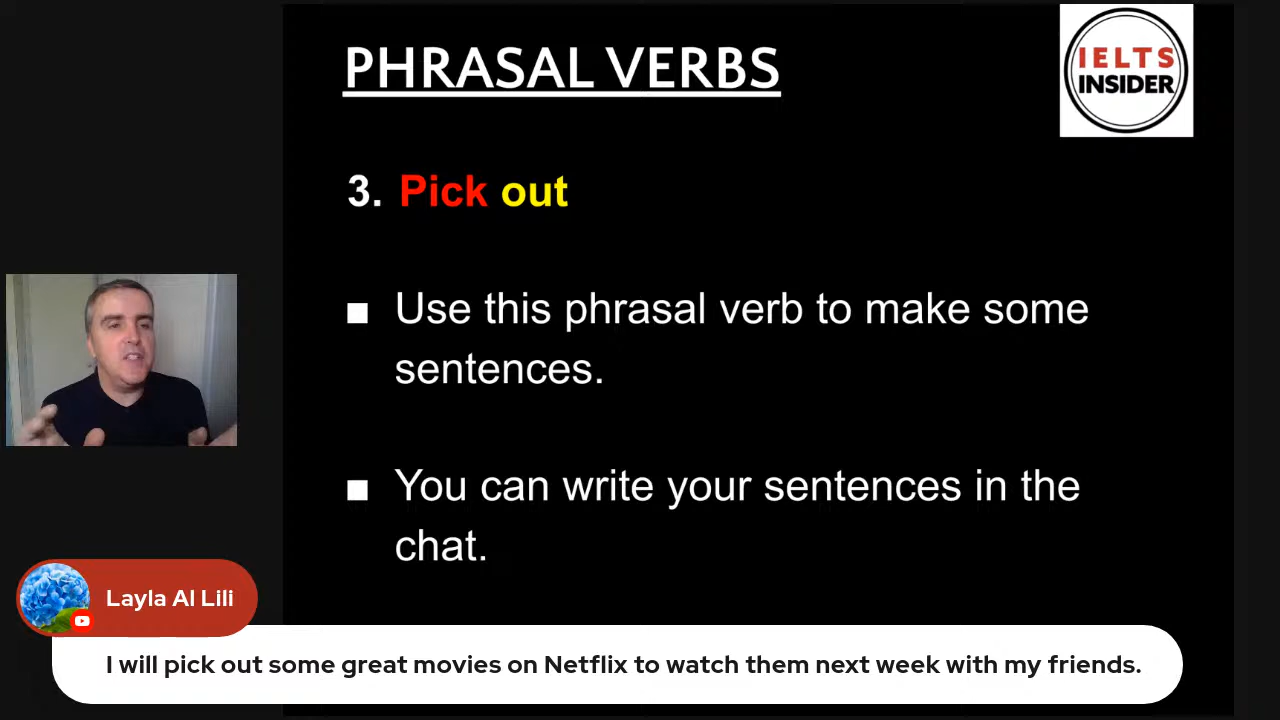 PHRASAL VERBS
IELTS
INSIDER
3. Pick out
■ Use this phrasal verb to make some
sentences.
■ You can write your sentences in the
chat.
Layla Al Lili
I will pick out some great movies on Netflix to watch them next week with my friends.